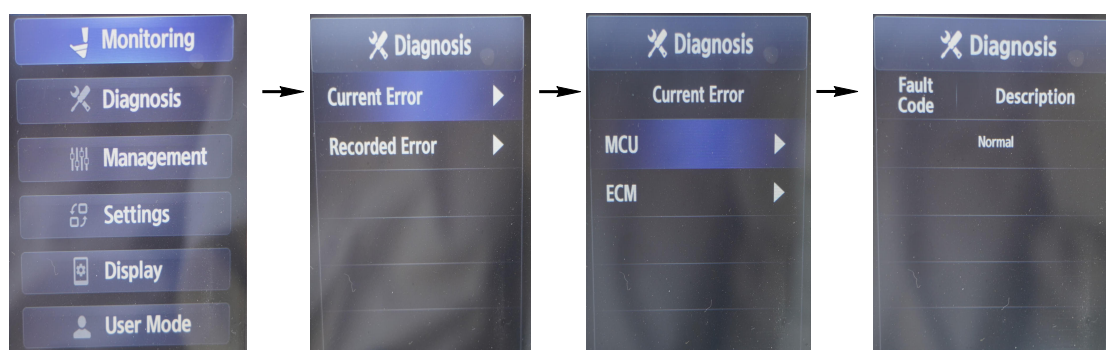 Monitoring
Diagnosis
Management
Settings
Display
User Mode
Diagnosis
Current Error
Recorded Error
Diagnosis
Current Error
MCU
ECM
Diagnosis
Fault
Code
Description
Normal